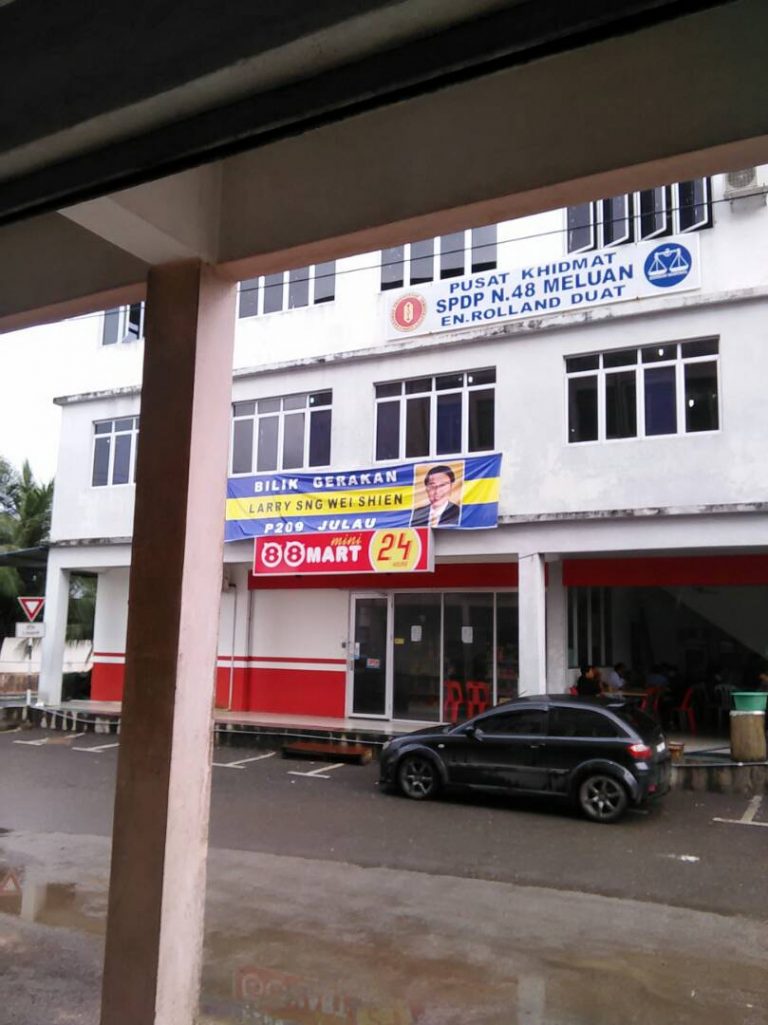 PUSAT KHIDMAT
SPDP N.48 MELUAN
EN.ROLLAND DUAT
BILIK GERAKAN
LARRY SNG WEI SHIEN
P209 JULAU
88 mini MART 24
HOURS